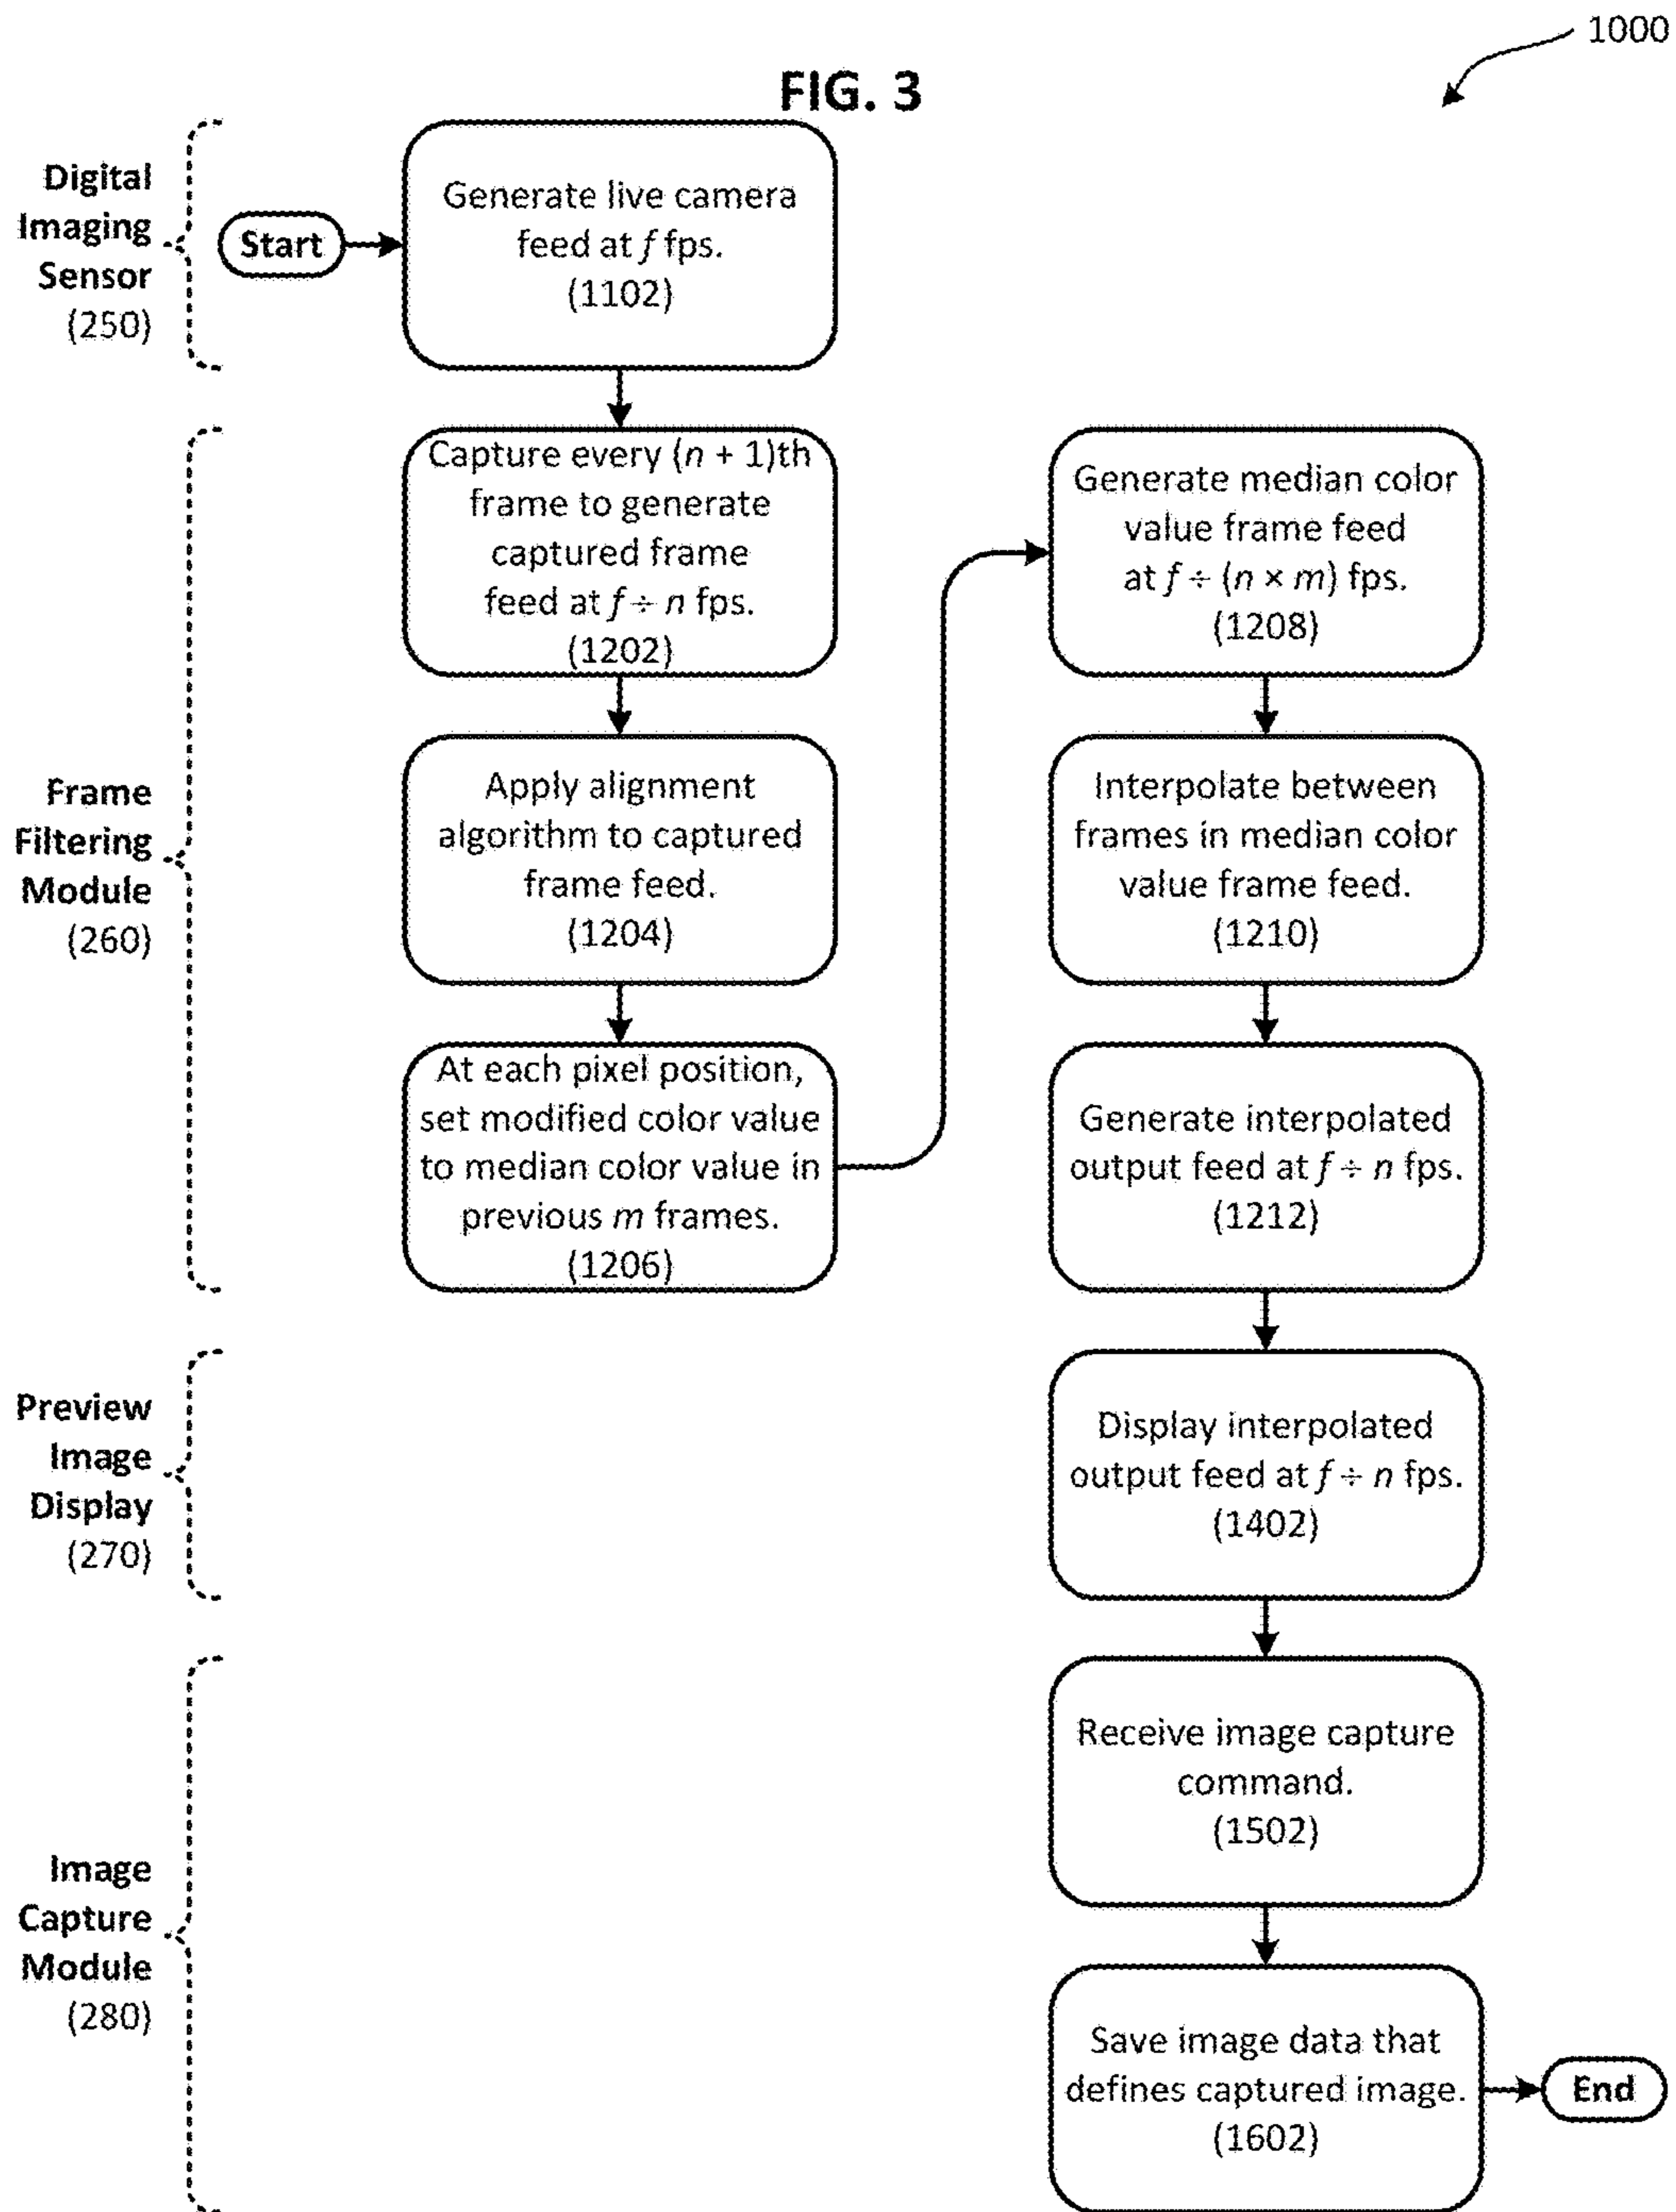 1000
FIG. 3
Digital
Imaging
Sensor
(250)
Start
Generate live camera
feed at f fps.
(1102)
Frame
Filtering
Module
(260)
Capture every (n + 1)th
frame to generate
captured frame
feed at f ÷ n fps.
(1202)
Apply alignment
algorithm to captured
frame feed.
(1204)
At each pixel position,
set modified color value
to median color value in
previous m frames.
(1206)
Generate median color
value frame feed
at f ÷ (n × m) fps.
(1208)
Interpolate between
frames in median color
value frame feed.
(1210)
Generate interpolated
output feed at f ÷ n fps.
(1212)
Preview
Image
Display
(270)
Display interpolated
output feed at f ÷ n fps.
(1402)
Image
Capture
Module
(280)
Receive image capture
command.
(1502)
Save image data that
defines captured image.
(1602)
End